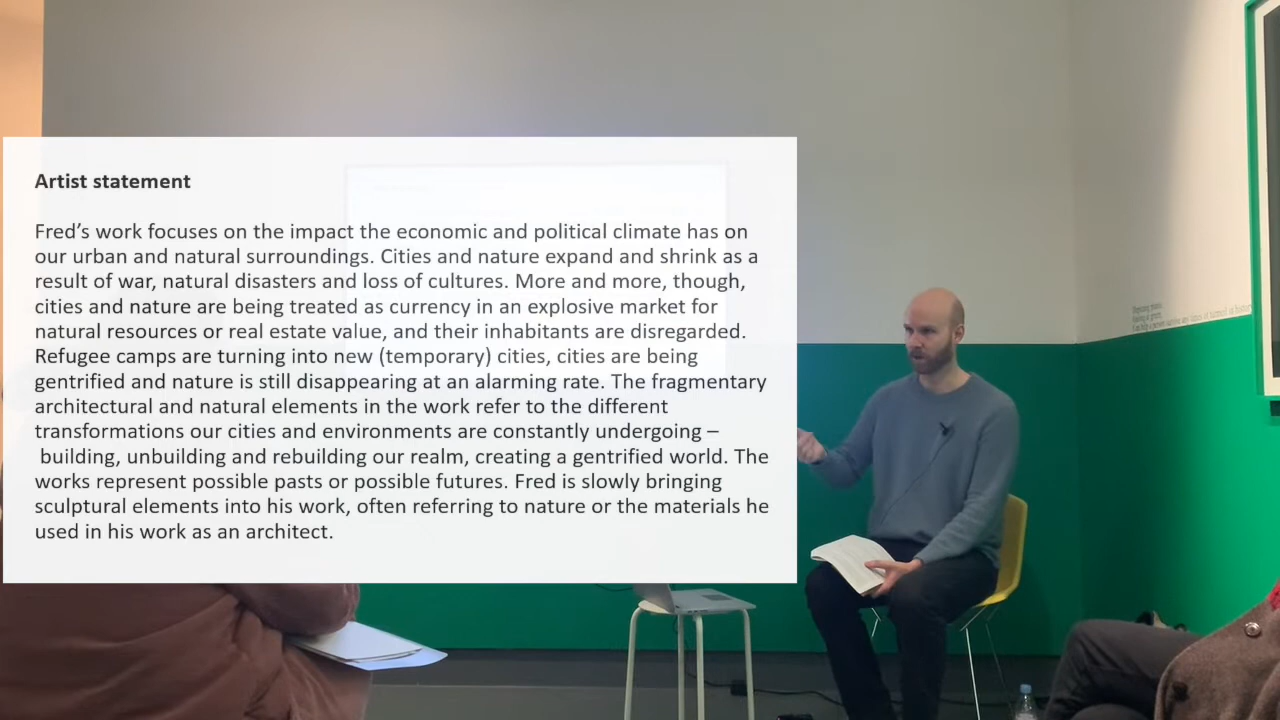 Artist statement
Fred’s work focuses on the impact the economic and political climate has on
our urban and natural surroundings. Cities and nature expand and shrink as a
result of war, natural disasters and loss of cultures. More and more, though,
cities and nature are being treated as currency in an explosive market for
natural resources or real estate value, and their inhabitants are disregarded.
Refugee camps are turning into new (temporary) cities, cities are being
gentrified and nature is still disappearing at an alarming rate. The fragmentary
architectural and natural elements in the work refer to the different
transformations our cities and environments are constantly undergoing –
building, unbuilding and rebuilding our realm, creating a gentrified world. The
works represent possible pasts or possible futures. Fred is slowly bringing
sculptural elements into his work, often referring to nature or the materials he
used in his work as an architect.